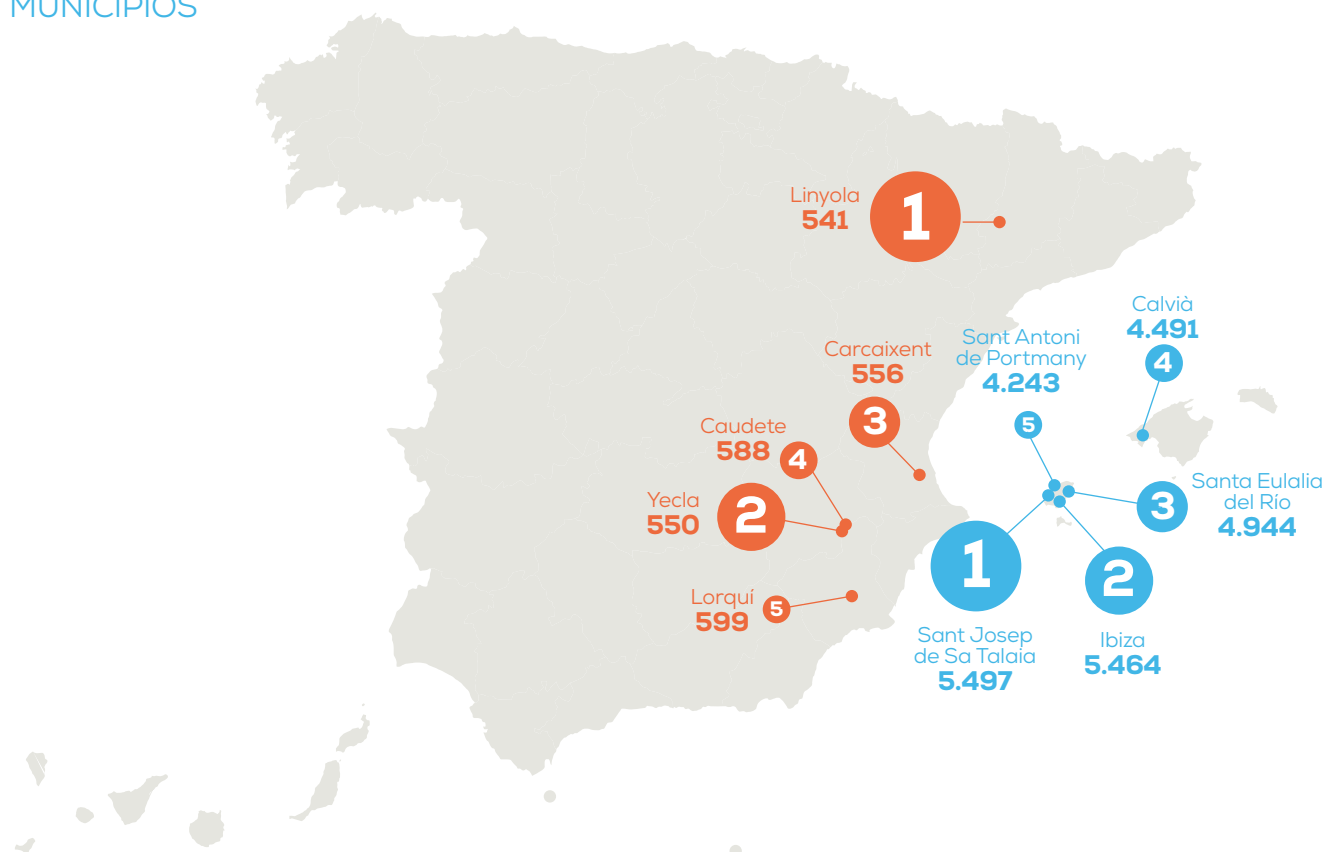 MUNICIPIOS
Linyola
541
1
Calvià
4.491
4
Sant Antoni
de Portmany
4.243
5
Carcaixent
556
3
Caudete
588
4
Yecla
550
2
Santa Eulalia
del Río
4.944
3
Lorquí
599
5
1
Sant Josep
de Sa Talaia
5.497
2
Ibiza
5.464